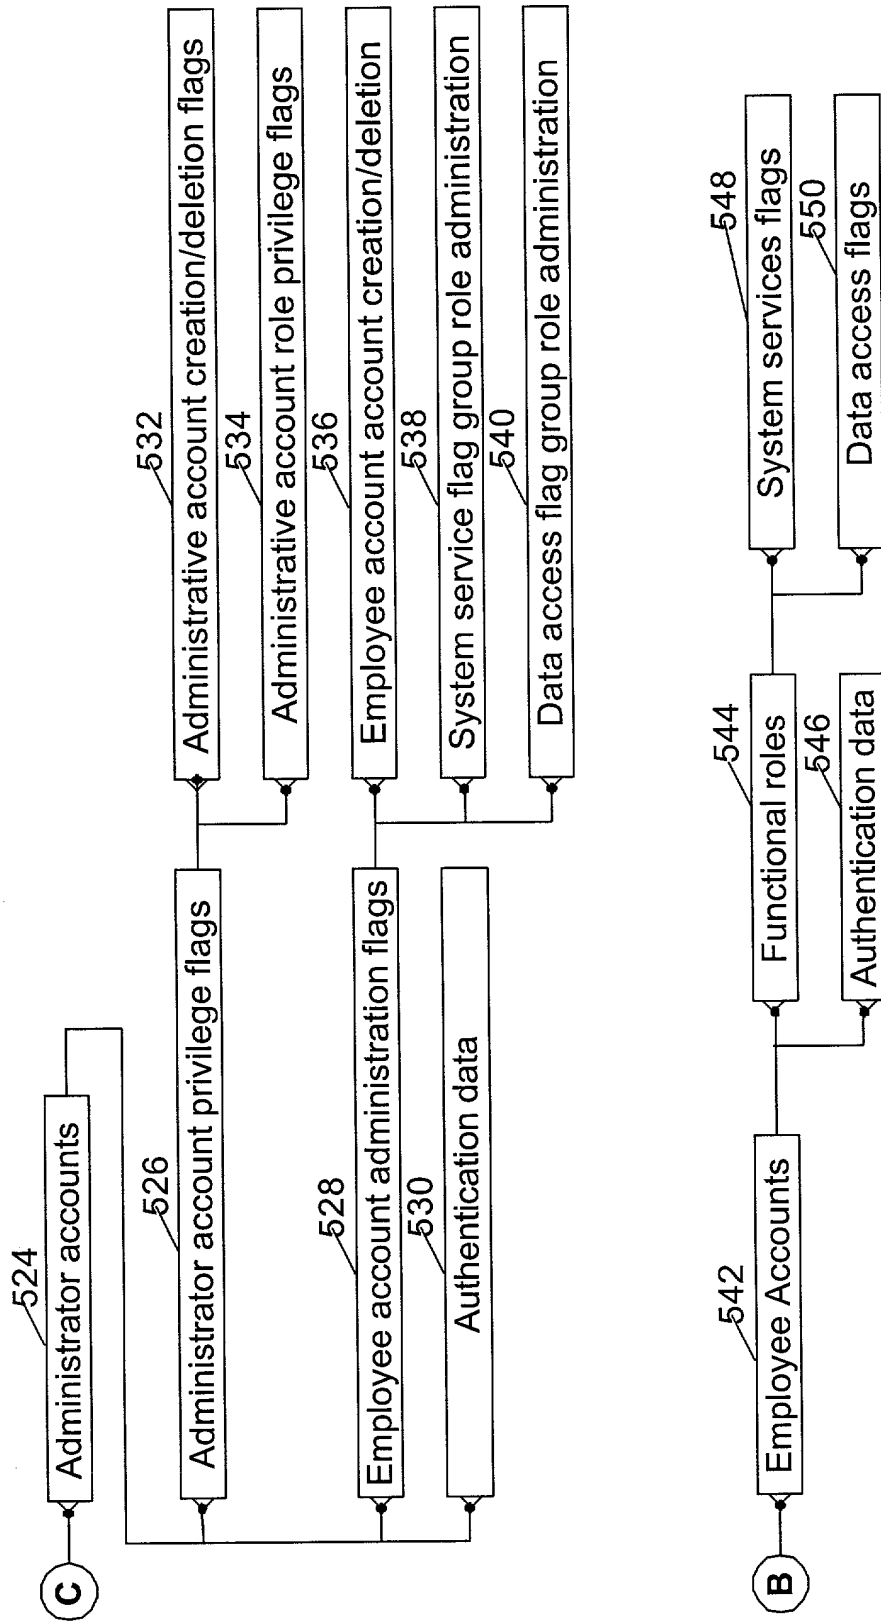 C
524
Administrator accounts
526
Administrator account privilege flags
532
Administrative account creation/deletion flags
534
Administrative account role privilege flags
528
Employee account administration flags
536
Employee account account creation/deletion
538
System service flag group role administration
540
Data access flag group role administration
530
Authentication data
B
542
Employee Accounts
544
Functional roles
548
System services flags
550
Data access flags
546
Authentication data